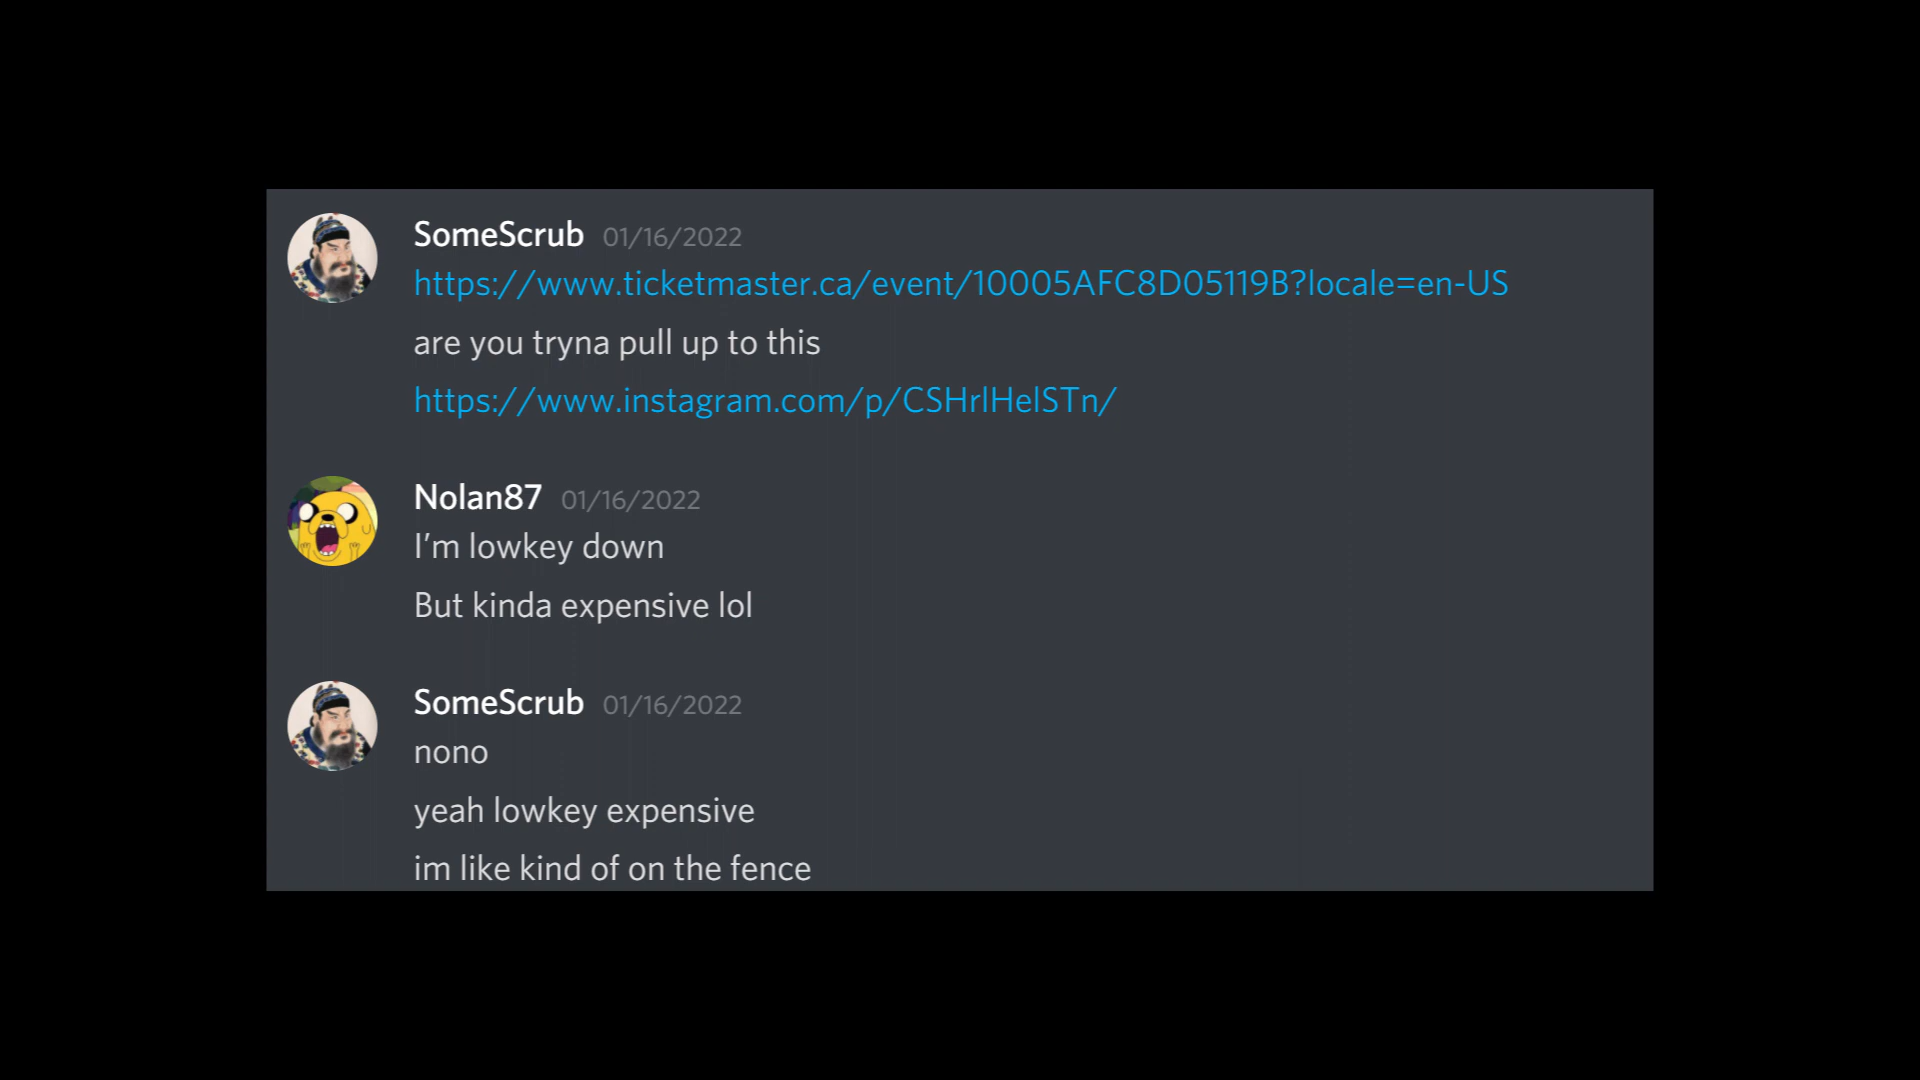 SomeScrub 01/16/2022
https://www.ticketmaster.ca/event/10005AFC8D05119B?locale=en-US
are you tryna pull up to this
https://www.instagram.com/p/CSHrlHelSTn/
Nolan87 01/16/2022
I'm lowkey down
But kinda expensive lol
SomeScrub 01/16/2022
nono
yeah lowkey expensive
im like kind of on the fence